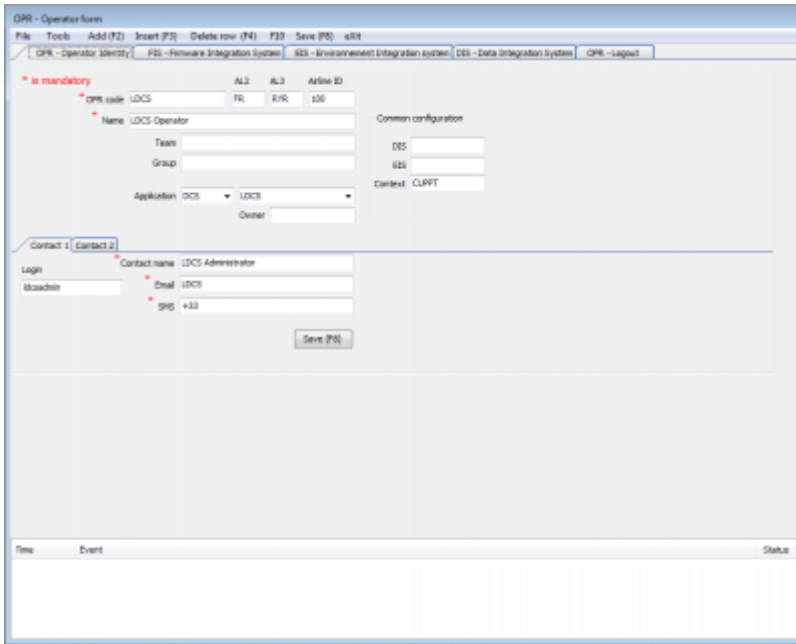 OPR - Operator form
File Tools Add (F2) Insert (F3) Delete row (F4) F10 Save (F8) eXit
OPR - Operator Identity FIS - Firmware Integration System EIS - Environnement Integration system DIS - Data Integration System OPR - Logout
* is mandatory AL2 AL3 Airline ID
* OPR code LDCS FR RYR 100
* Name LDCS Operator Common configuration
Team DIS
Group EIS
Context CLPPT
Application DCS LDCS
Owner
Contact 1 Contact 2
* Contact name LDCS Administrator
Login
* Email LDCS
ldcsadmin
* SMS +33
Save (F8)
Time Event Status